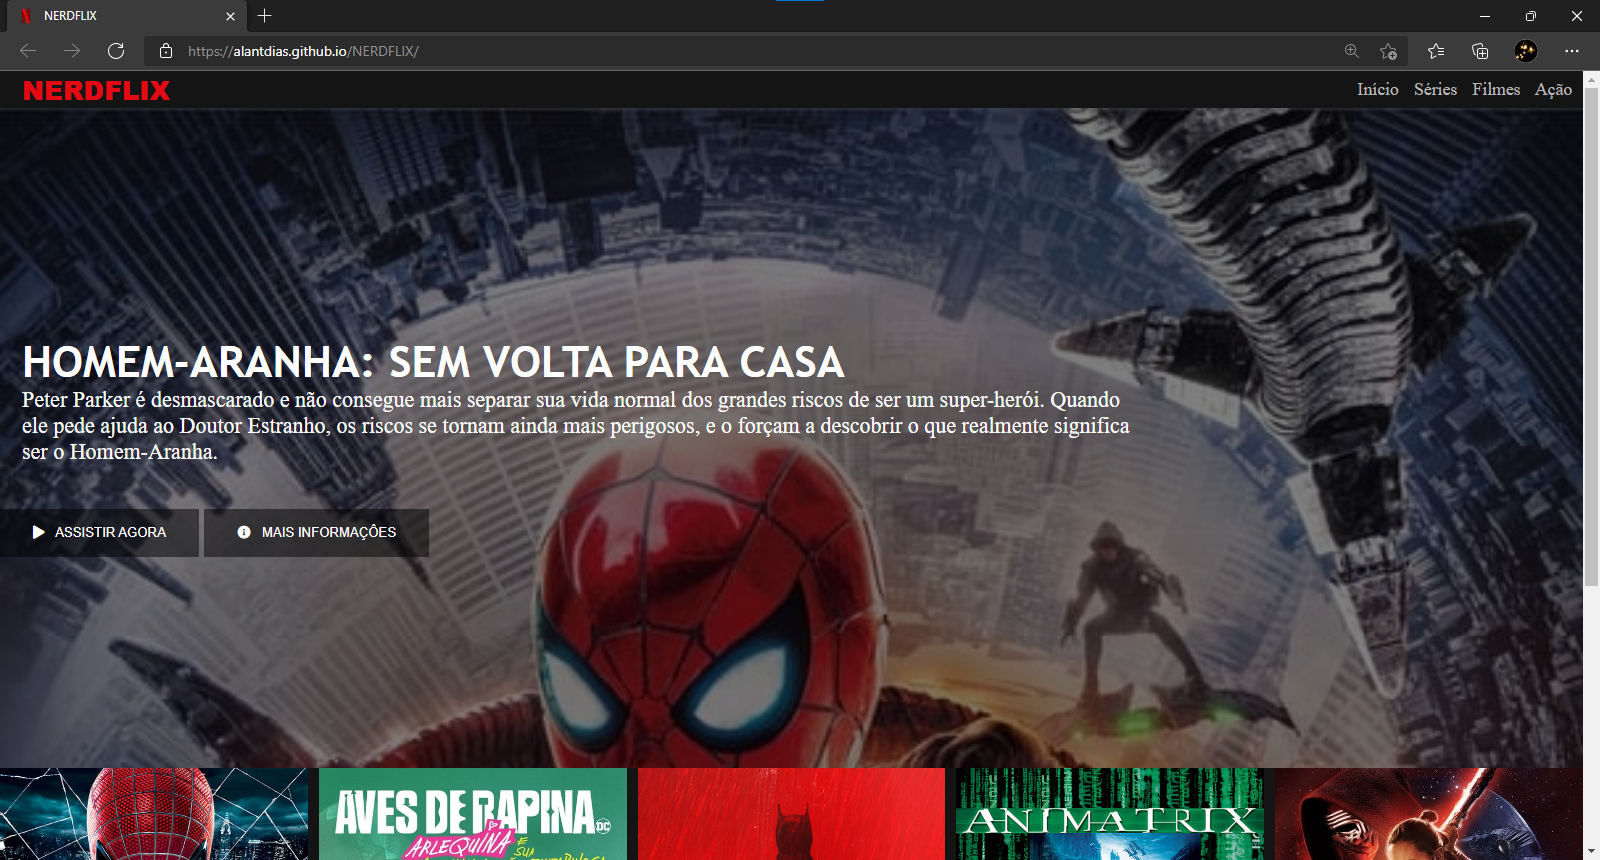 NERDFLIX
https://alantdias.github.io/NERDFLIX/
NERDFLIX
Início Séries Filmes Ação
HOMEM-ARANHA: SEM VOLTA PARA CASA
Peter Parker é desmascarado e não consegue mais separar sua vida normal dos grandes riscos de ser um super-herói. Quando
ele pede ajuda ao Doutor Estranho, os riscos se tornam ainda mais perigosos, e o forçam a descobrir o que realmente significa
ser o Homem-Aranha.
ASSISTIR AGORA
MAIS INFORMAÇÔES
AVES DE RAPINA
DC
ARLEQUINA
E
SUA
ANIMATRIX